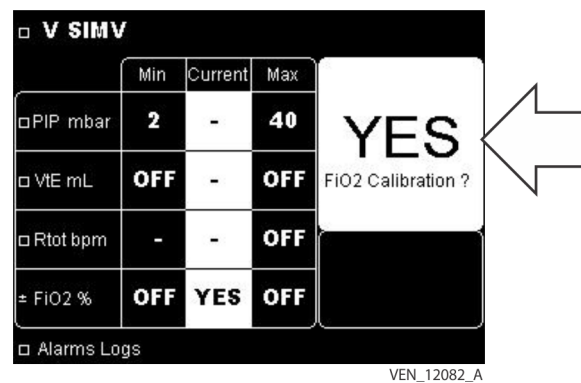 V SIMV
Min Current Max
PIP mbar 2 - 40
VtE mL OFF - OFF
Rtot bpm - - OFF
± FiO2 % OFF YES OFF
YES
FiO2 Calibration ?
Alarms Logs
VEN_12082_A